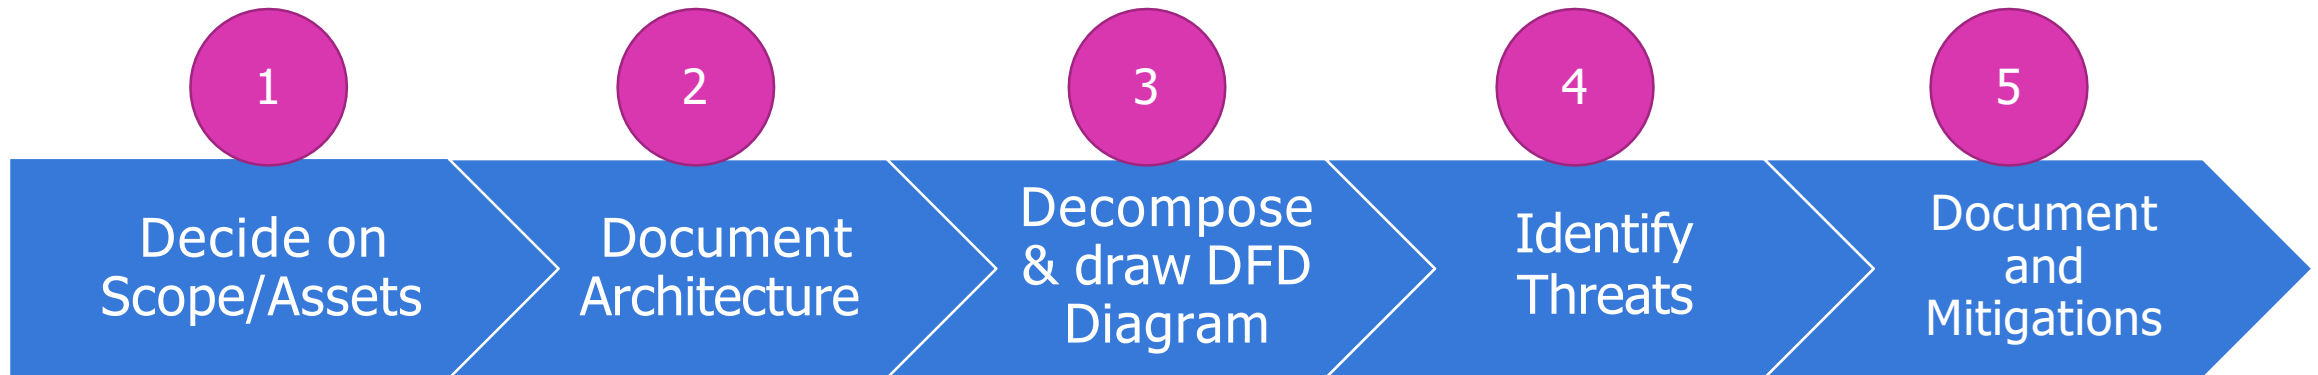 1
Decide on
Scope/Assets
2
Document
Architecture
3
Decompose
& draw DFD
Diagram
4
Identify
Threats
5
Document
and
Mitigations